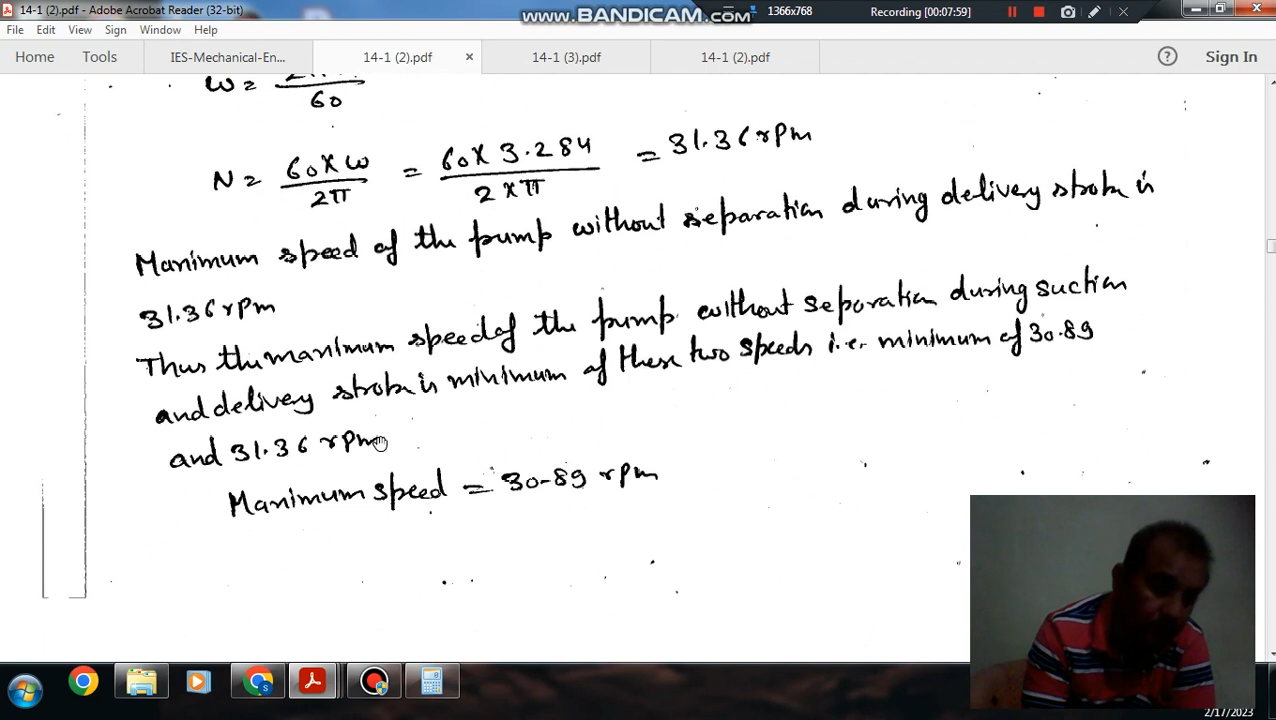 14-1 (2).pdf - Adobe Acrobat Reader (32-bit)
www.BANDICAM.com
1366x768
Recording [00:07:59]
File Edit View Sign Window Help
Home Tools IES-Mechanical-En... 14-1 (2).pdf × 14-1 (3).pdf 14-1 (2).pdf Sign In
ω = 60
N = 60×ω / 2π = 60× 3.284 / 2×π = 31.36 rpm
Manimum speed of the pump without separation during delivery stroke is
31.36 rpm
Thus the manimum speed of the pump without separation during suction
and delivery stroke is minimum of these two speeds i.e. minimum of 30.89
and 31.36 rpm
Manimum speed = 30.89 rpm
2/17/2023